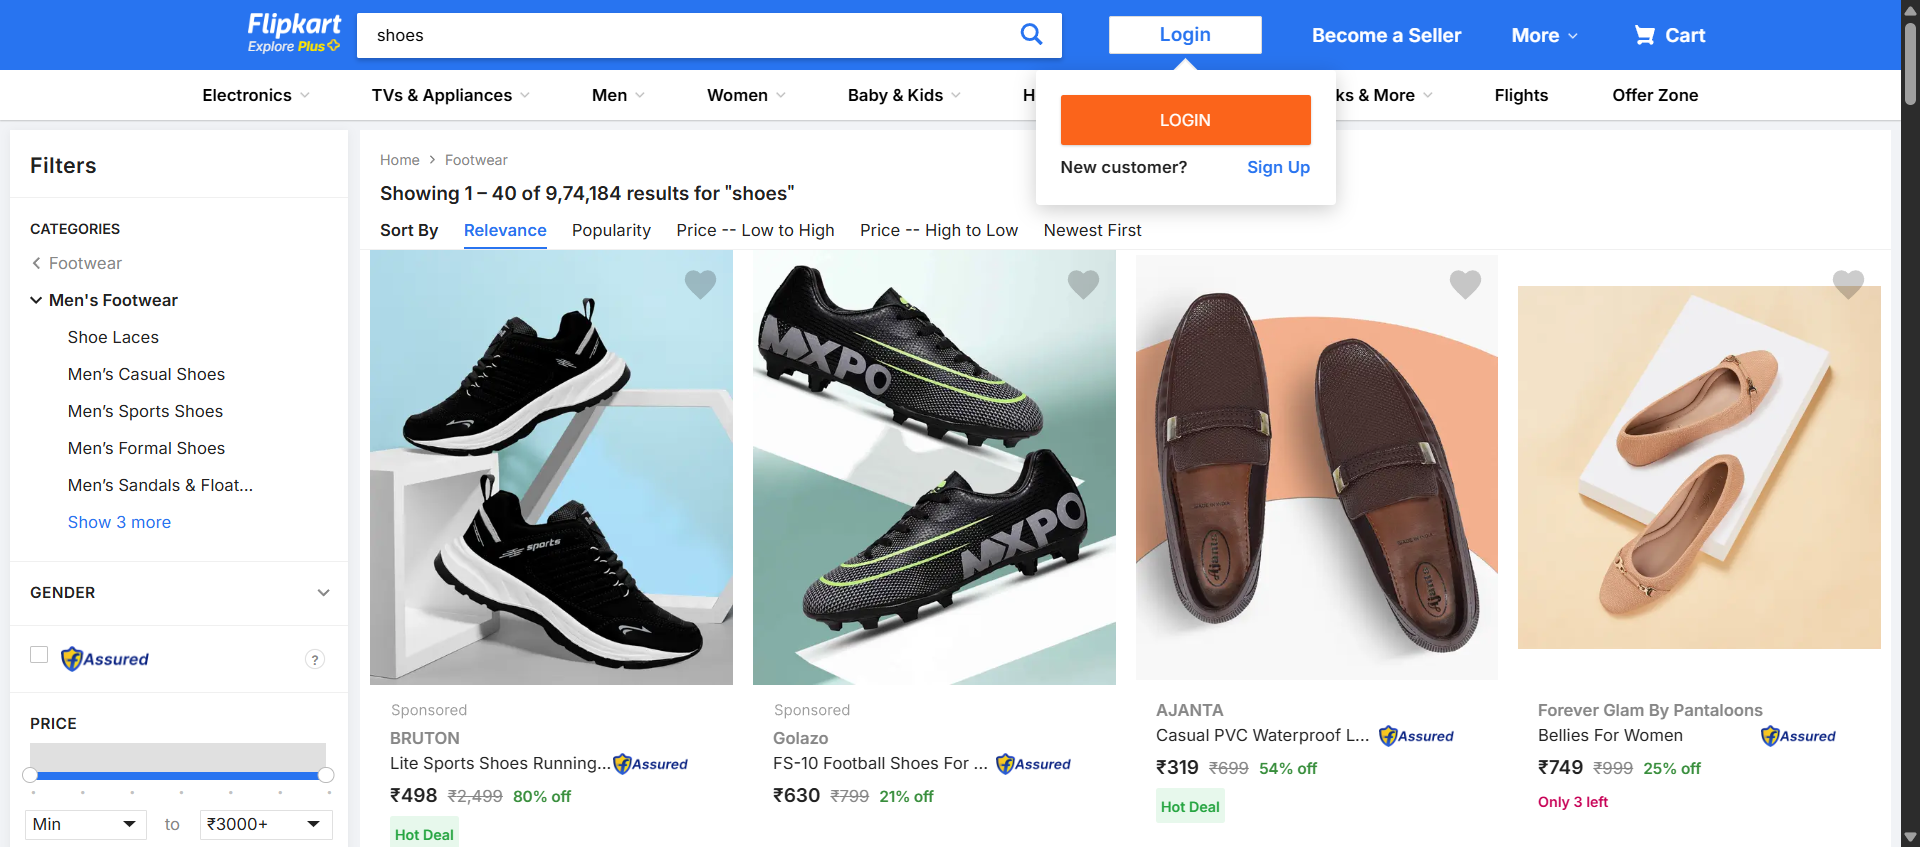 Flipkart
Explore Plus
shoes
Login
Become a Seller
More
Cart
Electronics
TVs & Appliances
Men
Women
Baby & Kids
H
ks & More
Flights
Offer Zone
LOGIN
New customer?
Sign Up
Filters
CATEGORIES
Footwear
Men's Footwear
Shoe Laces
Men’s Casual Shoes
Men’s Sports Shoes
Men’s Formal Shoes
Men’s Sandals & Float...
Show 3 more
GENDER
Assured
?
PRICE
Min
to
₹3000+
Home
Footwear
Showing 1 – 40 of 9,74,184 results for "shoes"
Sort By
Relevance
Popularity
Price -- Low to High
Price -- High to Low
Newest First
sports
MXPO
MXPO
Ajanta
Ajanta
Sponsored
BRUTON
Lite Sports Shoes Running...
Assured
₹498 ₹2,499 80% off
Hot Deal
Sponsored
Golazo
FS-10 Football Shoes For ...
Assured
₹630 ₹799 21% off
AJANTA
Casual PVC Waterproof L...
Assured
₹319 ₹699 54% off
Hot Deal
Forever Glam By Pantaloons
Bellies For Women
Assured
₹749 ₹999 25% off
Only 3 left